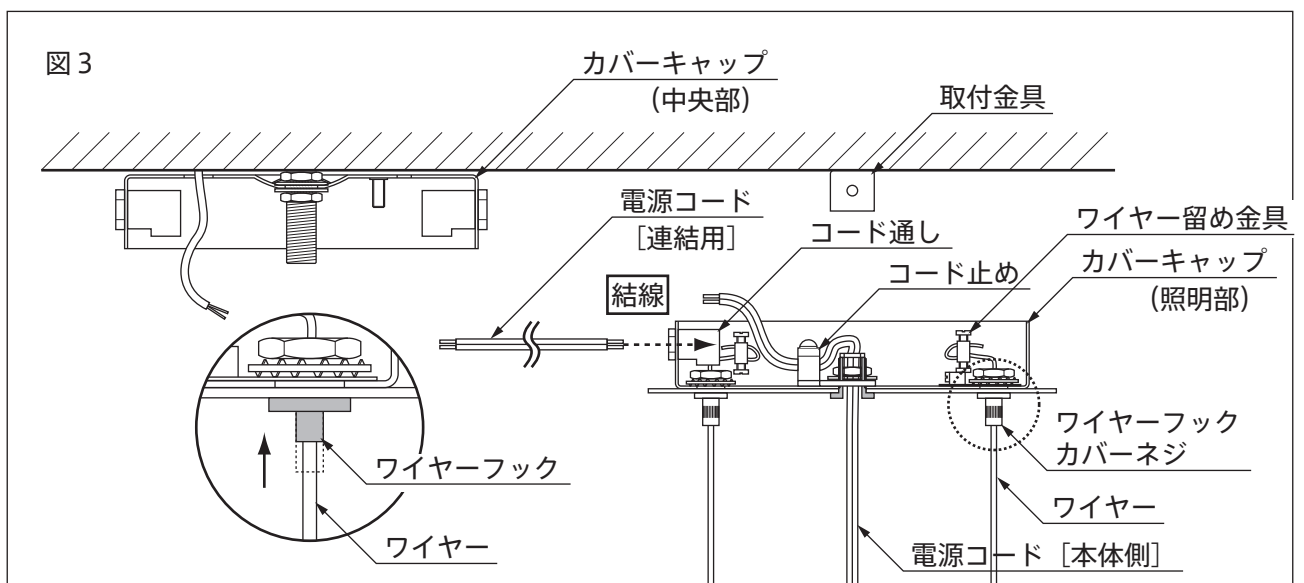 図 3
カバーキャップ
(中央部)
取付金具
電源コード
［連結用］
コード通し
ワイヤー留め金具
コード止め
カバーキャップ
(照明部)
結線
ワイヤーフック
カバーネジ
ワイヤーフック
ワイヤー
ワイヤー
電源コード［本体側］